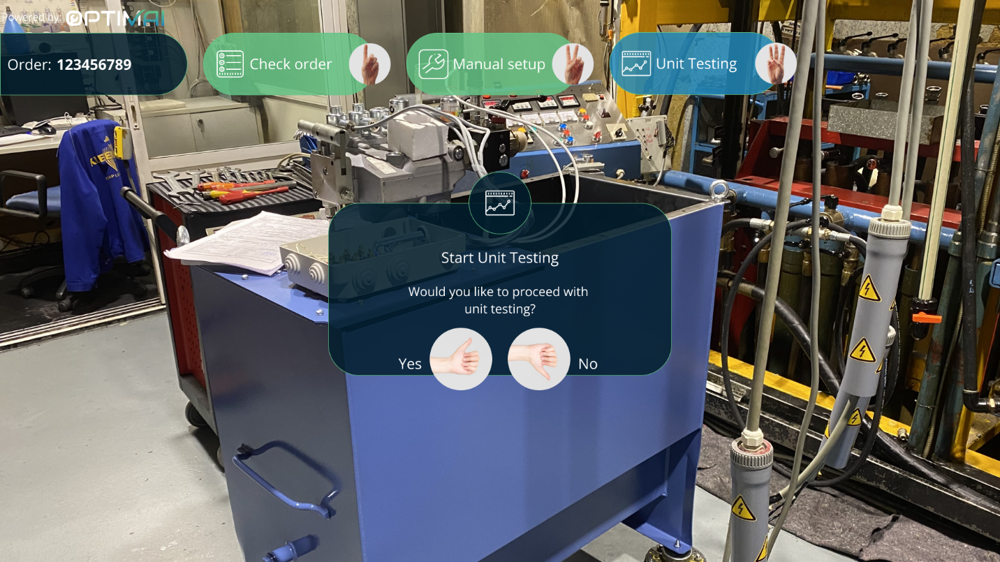 Powered by: OPTIMAI
Order: 123456789
Check order
Manual setup
Unit Testing
Start Unit Testing
Would you like to proceed with
unit testing?
Yes
No